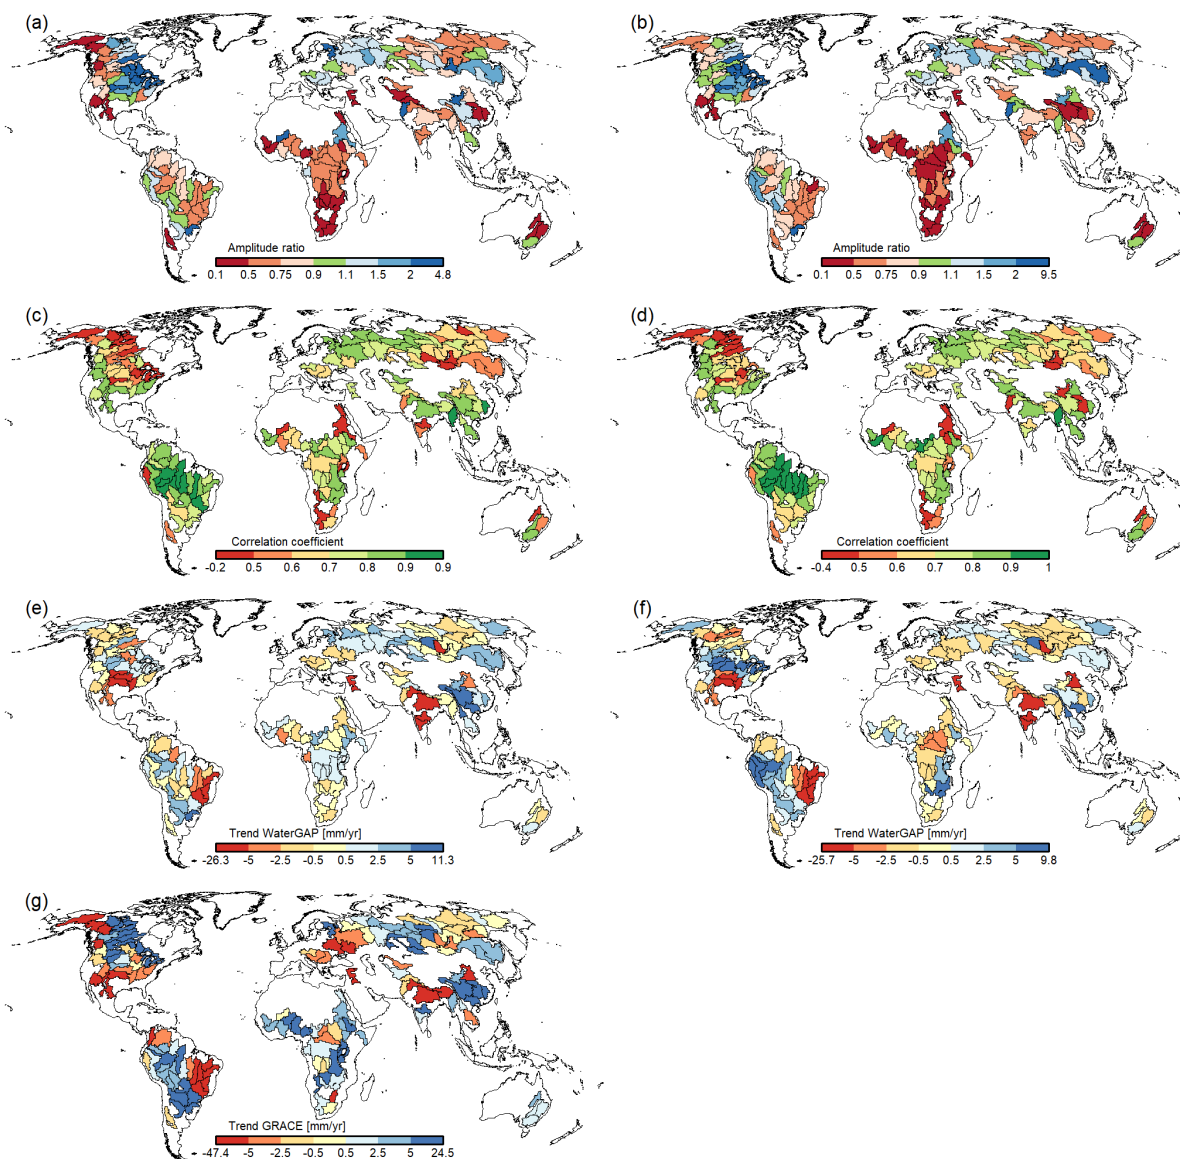 (a)
(b)
Amplitude ratio
0.1 0.5 0.75 0.9 1.1 1.5 2 4.8
Amplitude ratio
0.1 0.5 0.75 0.9 1.1 1.5 2 9.5
(c)
(d)
Correlation coefficient
-0.2 0.5 0.6 0.7 0.8 0.9 0.9
Correlation coefficient
-0.4 0.5 0.6 0.7 0.8 0.9 1
(e)
(f)
Trend WaterGAP [mm/yr]
-26.3 -5 -2.5 -0.5 0.5 2.5 5 11.3
Trend WaterGAP [mm/yr]
-25.7 -5 -2.5 -0.5 0.5 2.5 5 9.8
(g)
Trend GRACE [mm/yr]
-47.4 -5 -2.5 -0.5 0.5 2.5 5 24.5